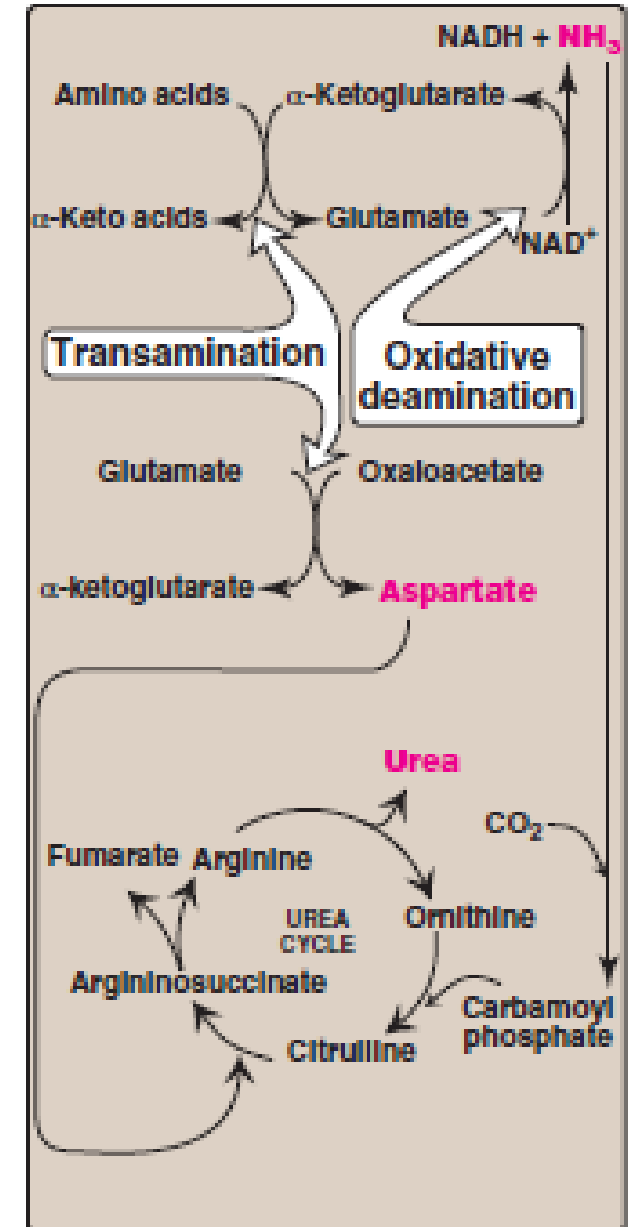 NADH + NH₃
Amino acids
α-Ketoglutarate
α-Keto acids
Glutamate
NAD⁺
Transamination
Oxidative
deamination
Glutamate
Oxaloacetate
α-ketoglutarate
Aspartate
Urea
CO₂
Fumarate
Arginine
UREA
CYCLE
Ornithine
Argininosuccinate
Carbamoyl
phosphate
Citrulline